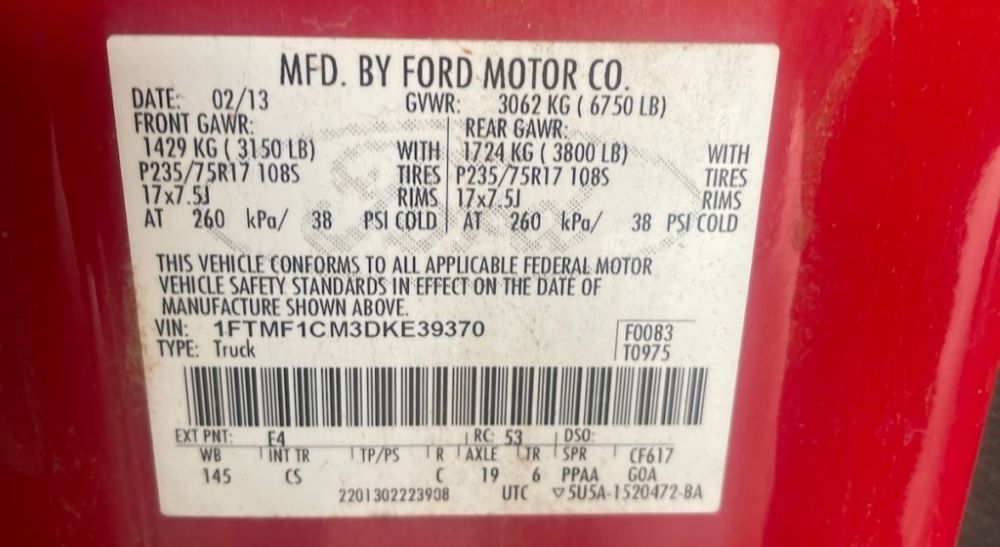 MFD. BY FORD MOTOR CO.
DATE: 02/13 GVWR: 3062 KG ( 6750 LB)
FRONT GAWR: REAR GAWR:
1429 KG ( 3150 LB) WITH 1724 KG ( 3800 LB) WITH
P235/75R17 108S TIRES P235/75R17 108S TIRES
17x7.5J RIMS 17x7.5J RIMS
AT 260 kPa/ 38 PSI COLD AT 260 kPa/ 38 PSI COLD
THIS VEHICLE CONFORMS TO ALL APPLICABLE FEDERAL MOTOR
VEHICLE SAFETY STANDARDS IN EFFECT ON THE DATE OF
MANUFACTURE SHOWN ABOVE.
VIN: 1FTMF1CM3DKE39370 F0083
TYPE: Truck T0975
EXT PNT: E4 RC: 53 DSO:
WB INT TR TP/PS R AXLE TR SPR CF617
145 CS C 19 6 PPAA GOA
2201302223908 UTC ▽5U5A-1520472-BA